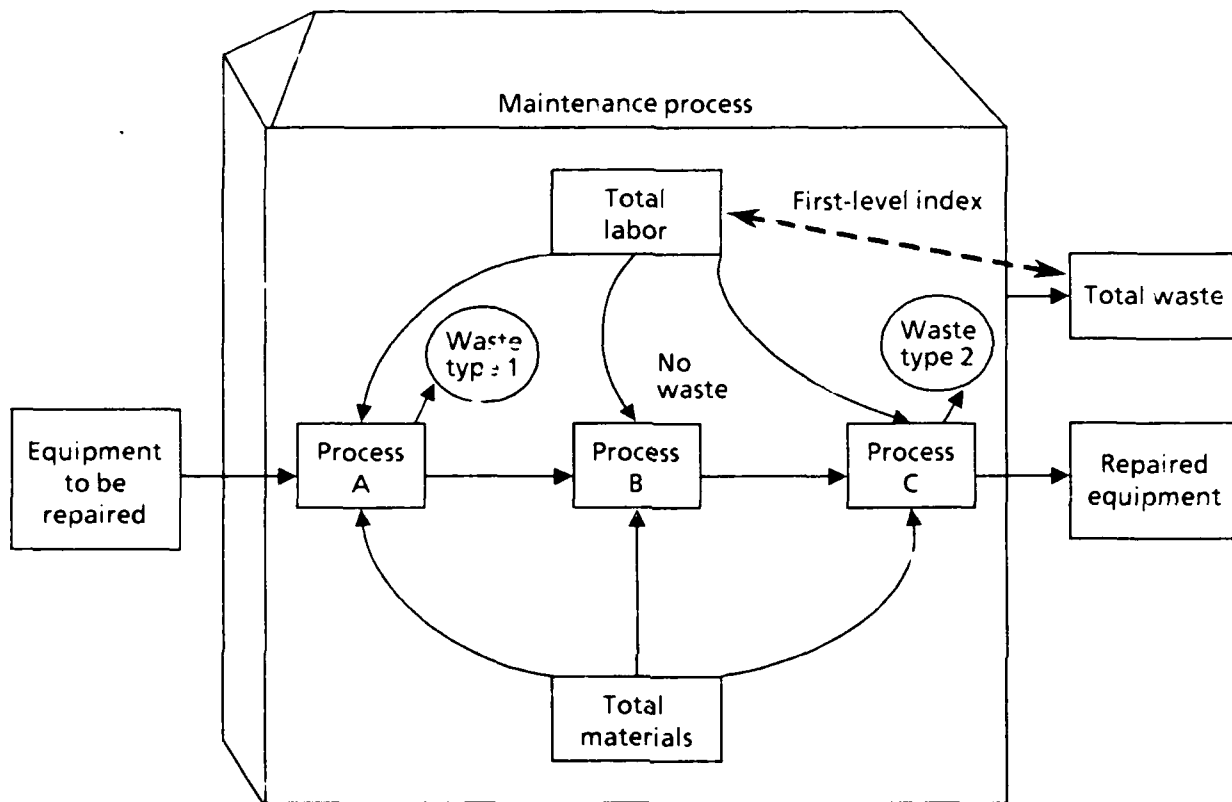 Maintenance process
Total
labor
First-level index
Total waste
Waste
type 1
No
waste
Waste
type 2
Equipment
to be
repaired
Process
A
Process
B
Process
C
Repaired
equipment
Total
materials